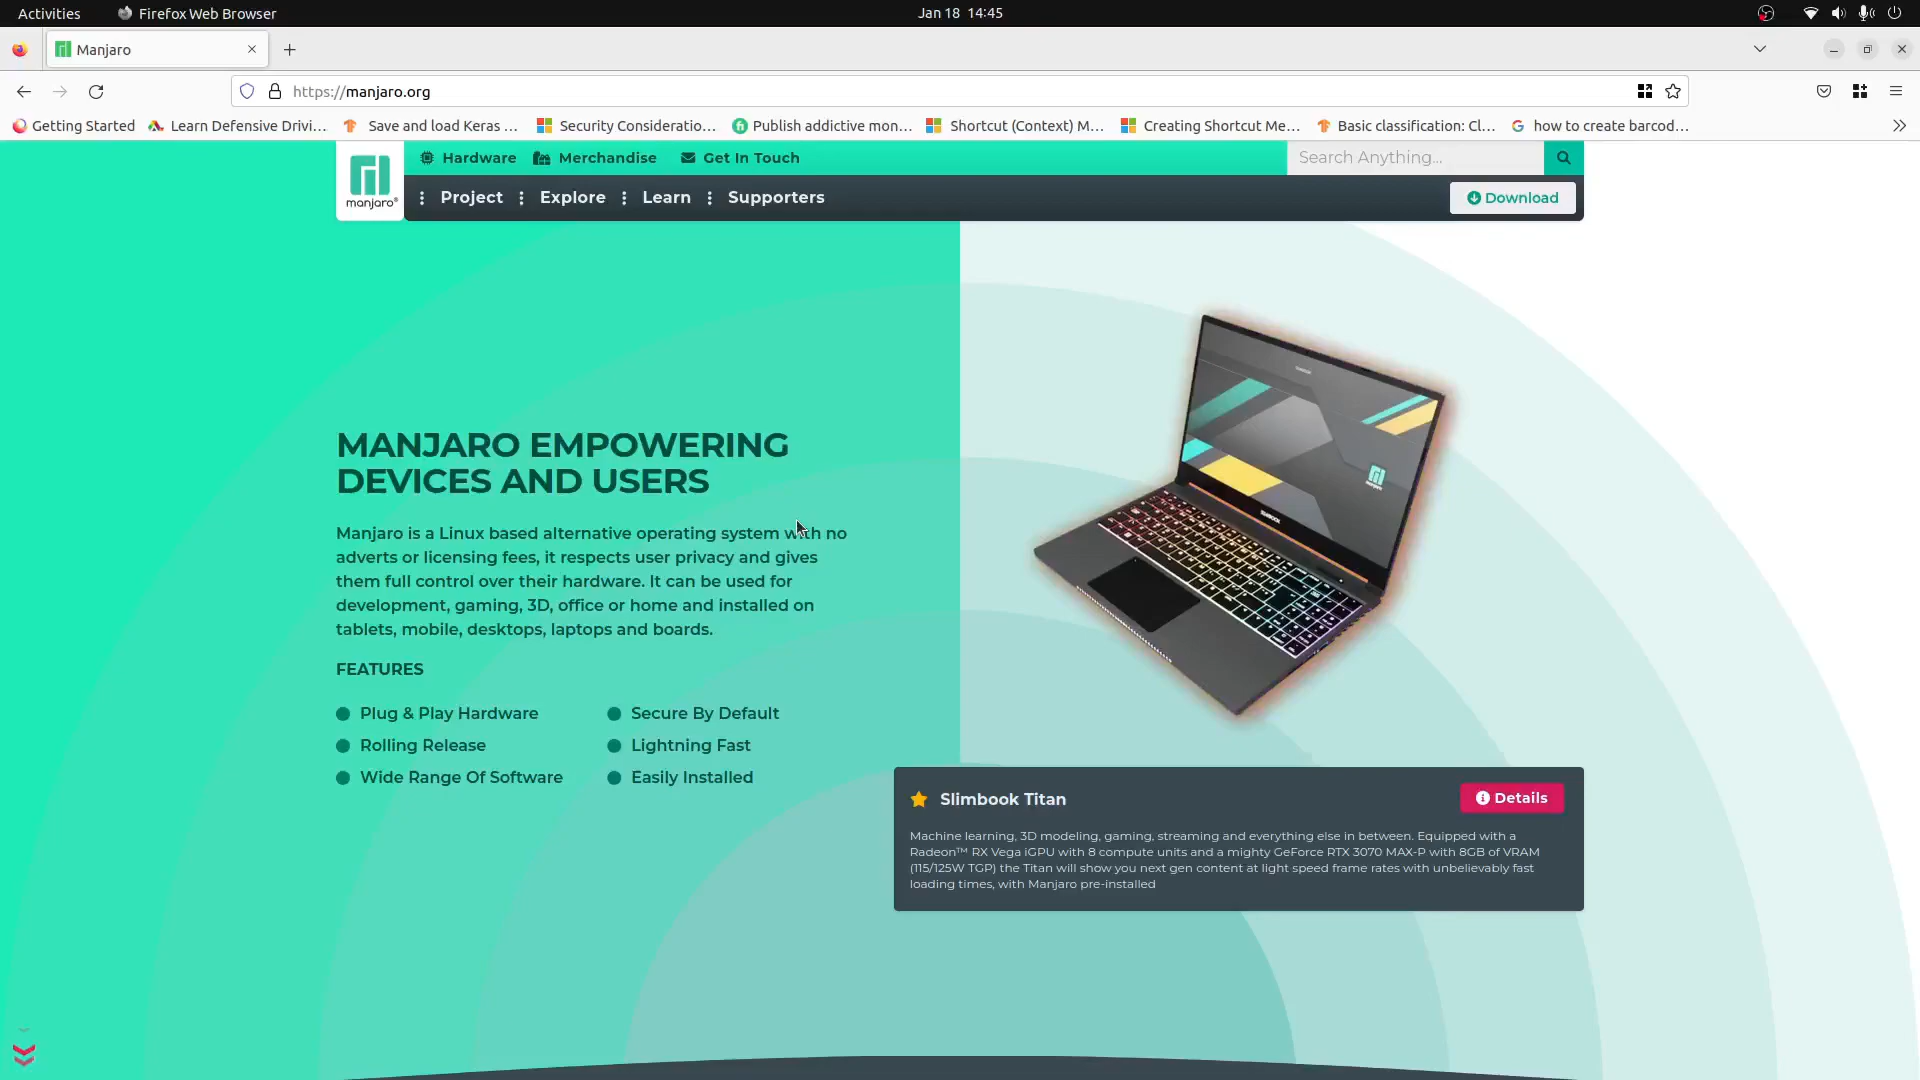 Activities Firefox Web Browser Jan 18 14:45
Manjaro
https://manjaro.org
Getting Started Learn Defensive Drivi... Save and load Keras ... Security Consideratio... Publish addictive mon... Shortcut (Context) M... Creating Shortcut Me... Basic classification: Cl... how to create barcod...
Hardware Merchandise Get In Touch Search Anything...
manjaro®
Project Explore Learn Supporters Download
MANJARO EMPOWERING
DEVICES AND USERS
Manjaro is a Linux based alternative operating system with no
adverts or licensing fees, it respects user privacy and gives
them full control over their hardware. It can be used for
development, gaming, 3D, office or home and installed on
tablets, mobile, desktops, laptops and boards.
FEATURES
Plug & Play Hardware Secure By Default
Rolling Release Lightning Fast
Wide Range Of Software Easily Installed
Slimbook Titan Details
Machine learning, 3D modeling, gaming, streaming and everything else in between. Equipped with a
Radeon™ RX Vega iGPU with 8 compute units and a mighty GeForce RTX 3070 MAX-P with 8GB of VRAM
(115/125W TGP) the Titan will show you next gen content at light speed frame rates with unbelievably fast
loading times, with Manjaro pre-installed